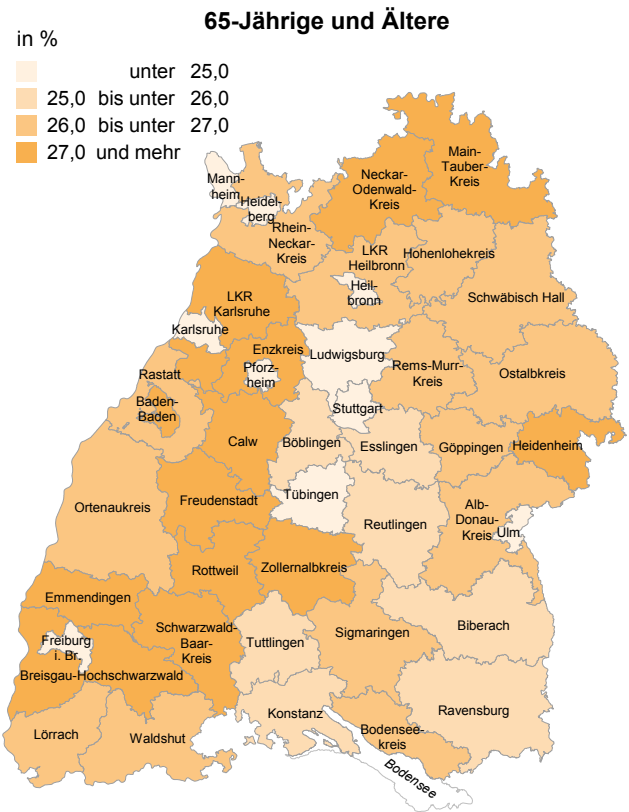 65-Jährige und Ältere
in %
unter 25,0
25,0 bis unter 26,0
26,0 bis unter 27,0
27,0 und mehr
Main-
Tauber-
Kreis
Neckar-
Odenwald-
Kreis
Mann-
heim
Heidel-
berg
Rhein-
Neckar-
Kreis
LKR
Heilbronn
Hohenlohekreis
Heil-
bronn
Schwäbisch Hall
LKR
Karlsruhe
Karlsruhe
Enzkreis
Pforz-
heim
Ludwigsburg
Rems-Murr-
Kreis
Ostalbkreis
Rastatt
Baden-
Baden
Stuttgart
Calw
Böblingen
Esslingen
Göppingen
Heidenheim
Ortenaukreis
Freudenstadt
Tübingen
Reutlingen
Alb-
Donau-
Kreis
Ulm
Rottweil
Zollernalbkreis
Emmendingen
Schwarzwald-
Baar-
Kreis
Tuttlingen
Sigmaringen
Biberach
Freiburg
i. Br.
Breisgau-Hochschwarzwald
Konstanz
Ravensburg
Lörrach
Waldshut
Bodensee-
kreis
Bodensee